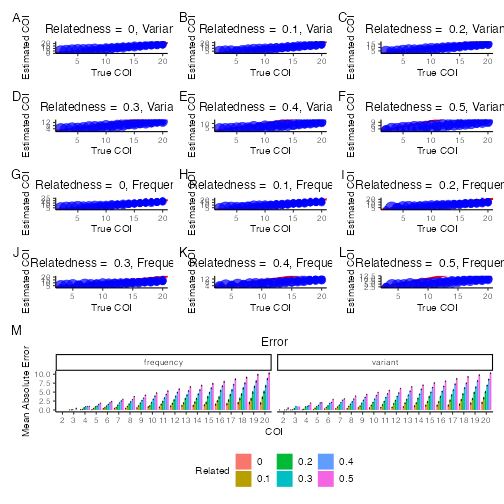 A
Relatedness = 0, Varian
Estimated COI
5 10 15 20
True COI
B
Relatedness = 0.1, Varia
Estimated COI
5 10 15 20
True COI
C
Relatedness = 0.2, Varia
Estimated COI
5 10 15 20
True COI
D
Relatedness = 0.3, Varia
Estimated COI
5 10 15 20
True COI
E
Relatedness = 0.4, Varia
Estimated COI
5 10 15 20
True COI
F
Relatedness = 0.5, Varia
Estimated COI
5 10 15 20
True COI
G
Relatedness = 0, Frequen
Estimated COI
5 10 15 20
True COI
H
Relatedness = 0.1, Freque
Estimated COI
5 10 15 20
True COI
I
Relatedness = 0.2, Freque
Estimated COI
5 10 15 20
True COI
J
Relatedness = 0.3, Freque
Estimated COI
5 10 15 20
True COI
K
Relatedness = 0.4, Freque
Estimated COI
5 10 15 20
True COI
L
Relatedness = 0.5, Freque
Estimated COI
5 10 15 20
True COI
M
Error
frequency
variant
Mean Absolute Error
10.0
7.5
5.0
2.5
0.0
2 3 4 5 6 7 8 9 10 11 12 13 14 15 16 17 18 19 20
2 3 4 5 6 7 8 9 10 11 12 13 14 15 16 17 18 19 20
COI
Related
0 0.2 0.4
0.1 0.3 0.5